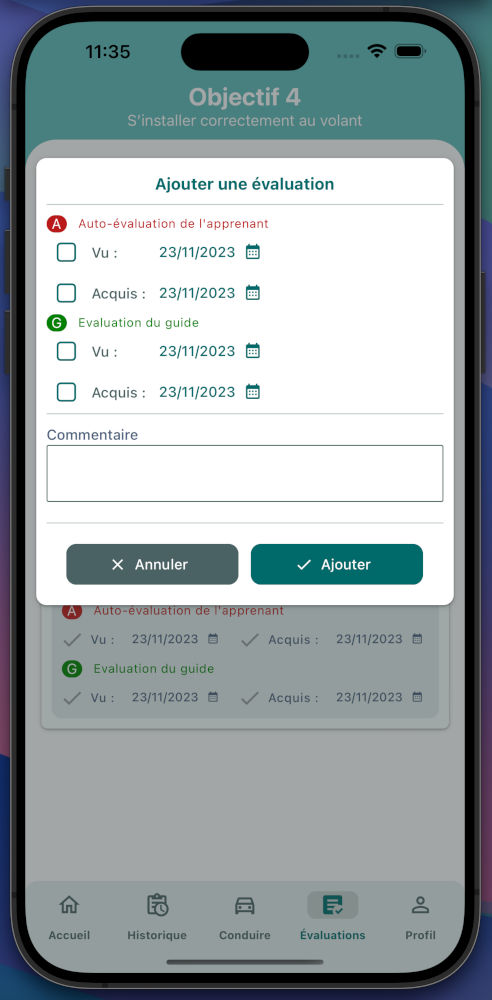 11:35
Objectif 4
S'installer correctement au volant
Ajouter une évaluation
A Auto-évaluation de l'apprenant
Vu : 23/11/2023
Acquis : 23/11/2023
G Evaluation du guide
Vu : 23/11/2023
Acquis : 23/11/2023
Commentaire
Annuler Ajouter
A Auto-évaluation de l'apprenant
Vu : 23/11/2023 Acquis : 23/11/2023
G Evaluation du guide
Vu : 23/11/2023 Acquis : 23/11/2023
Accueil Historique Conduire Évaluations Profil